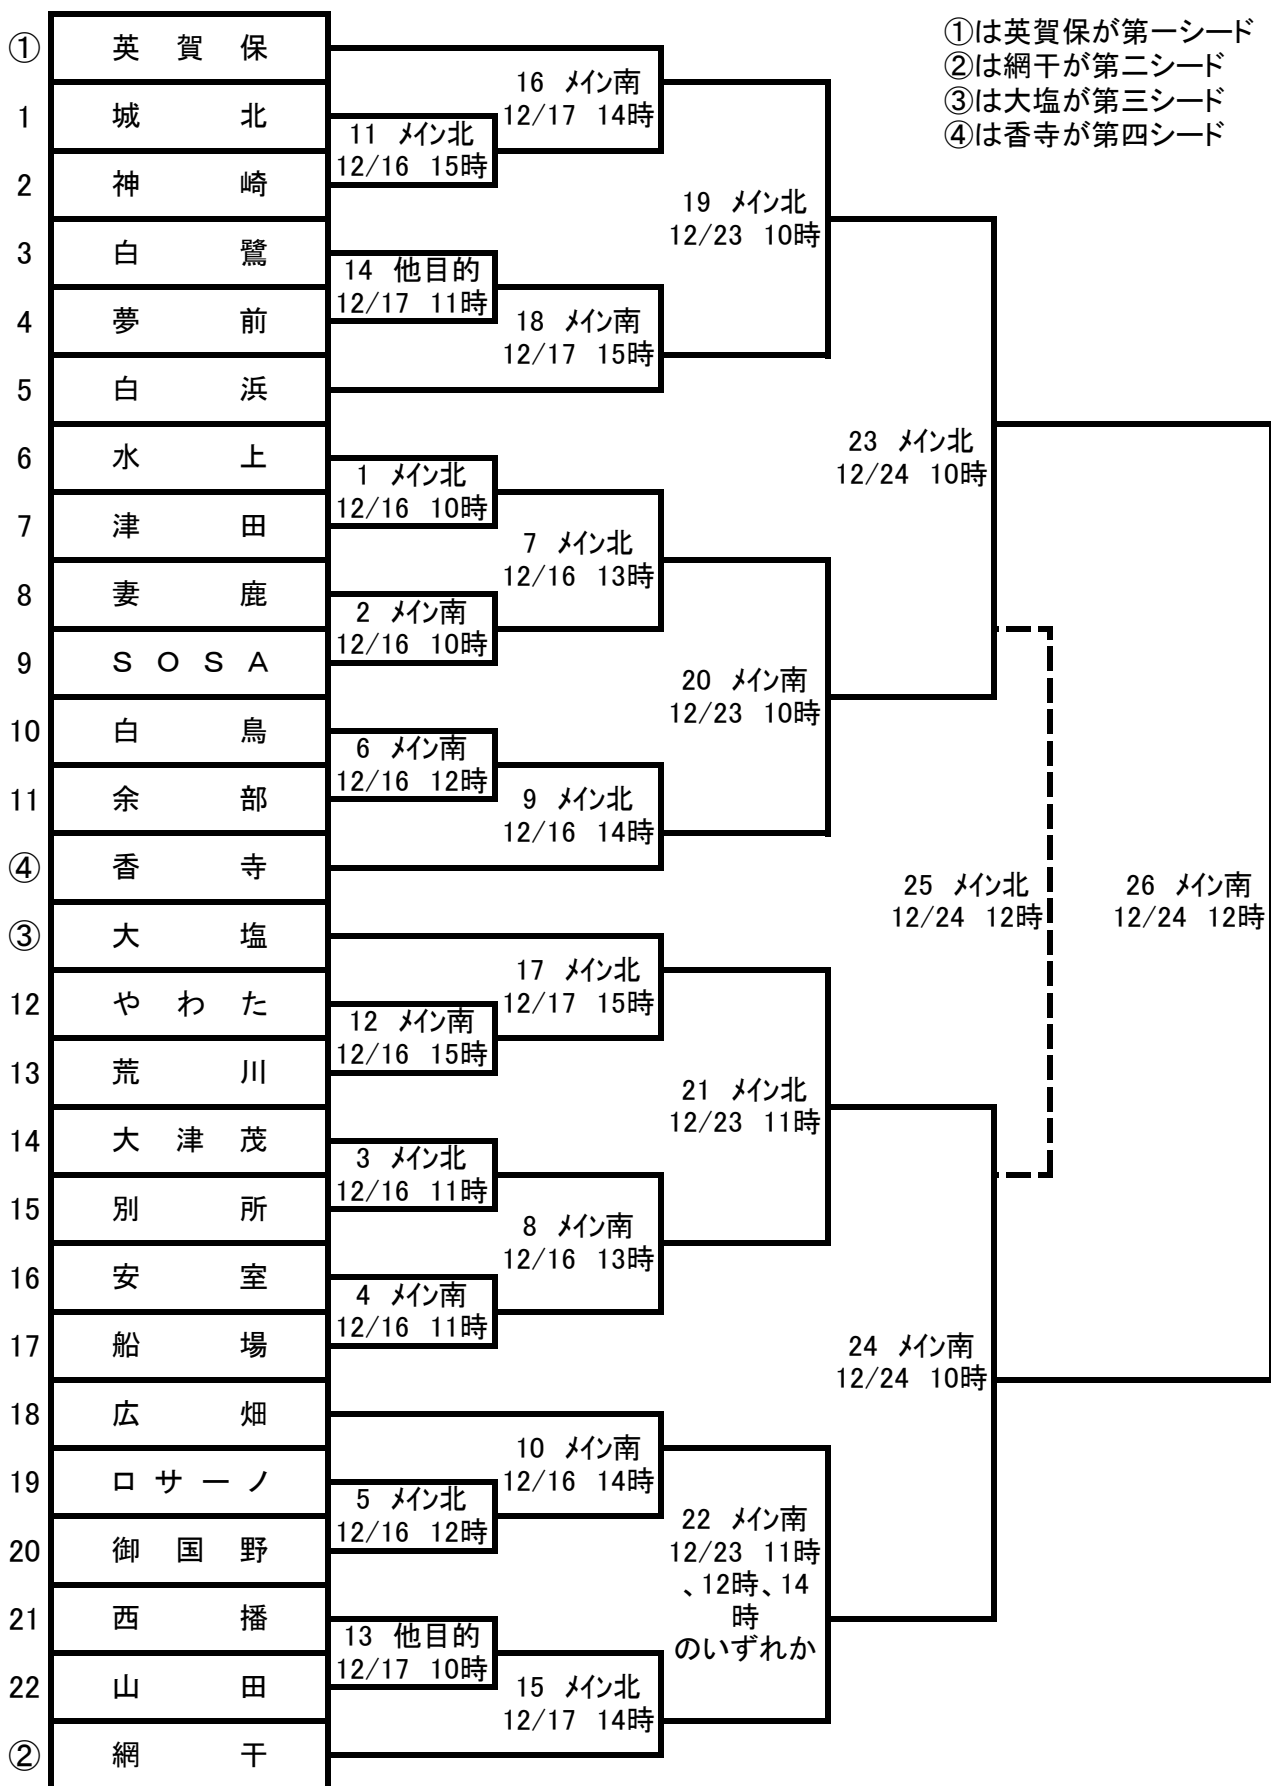 ①は英賀保が第一シード
②は網干が第二シード
③は大塩が第三シード
④は香寺が第四シード
① 英賀保
1 城北
2 神崎
3 白鷺
4 夢前
5 白浜
6 水上
7 津田
8 妻鹿
9 SOSA
10 白鳥
11 余部
④ 香寺
③ 大塩
12 やわた
13 荒川
14 大津茂
15 別所
16 安室
17 船場
18 広畑
19 ロサーノ
20 御国野
21 西播
22 山田
② 網干
11 メイン北
12/16 15時
14 他目的
12/17 11時
1 メイン北
12/16 10時
2 メイン南
12/16 10時
6 メイン南
12/16 12時
12 メイン南
12/16 15時
3 メイン北
12/16 11時
4 メイン南
12/16 11時
5 メイン北
12/16 12時
13 他目的
12/17 10時
16 メイン南
12/17 14時
18 メイン南
12/17 15時
7 メイン北
12/16 13時
9 メイン北
12/16 14時
17 メイン北
12/17 15時
8 メイン南
12/16 13時
10 メイン南
12/16 14時
15 メイン北
12/17 14時
19 メイン北
12/23 10時
20 メイン南
12/23 10時
21 メイン北
12/23 11時
22 メイン南
12/23 11時
、12時、14
時
のいずれか
23 メイン北
12/24 10時
24 メイン南
12/24 10時
25 メイン北
12/24 12時
26 メイン南
12/24 12時